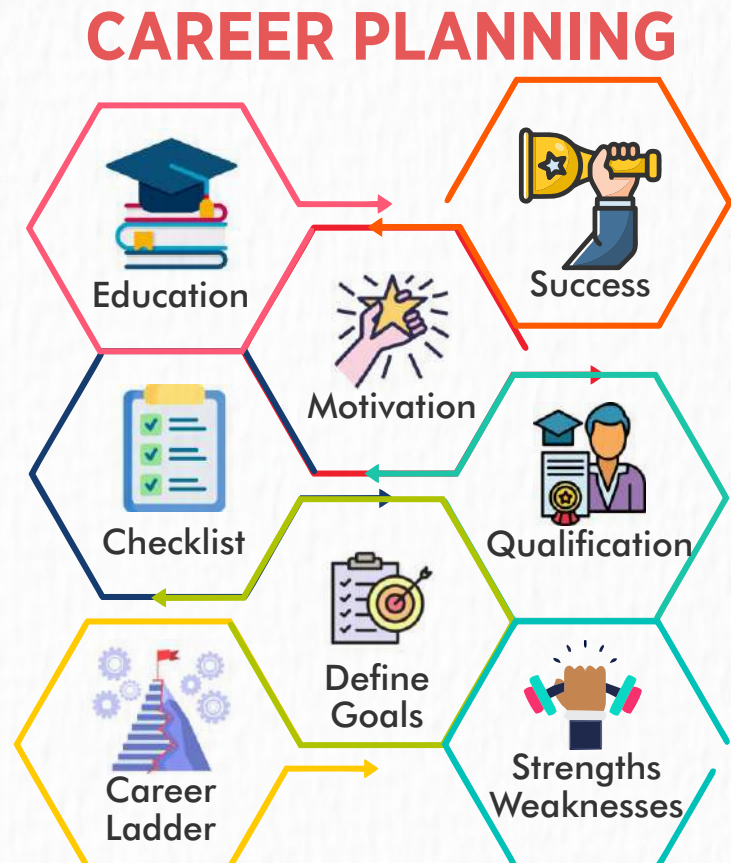 CAREER PLANNING
Education
Success
Motivation
Checklist
Qualification
Define
Goals
Career
Ladder
Strengths
Weaknesses